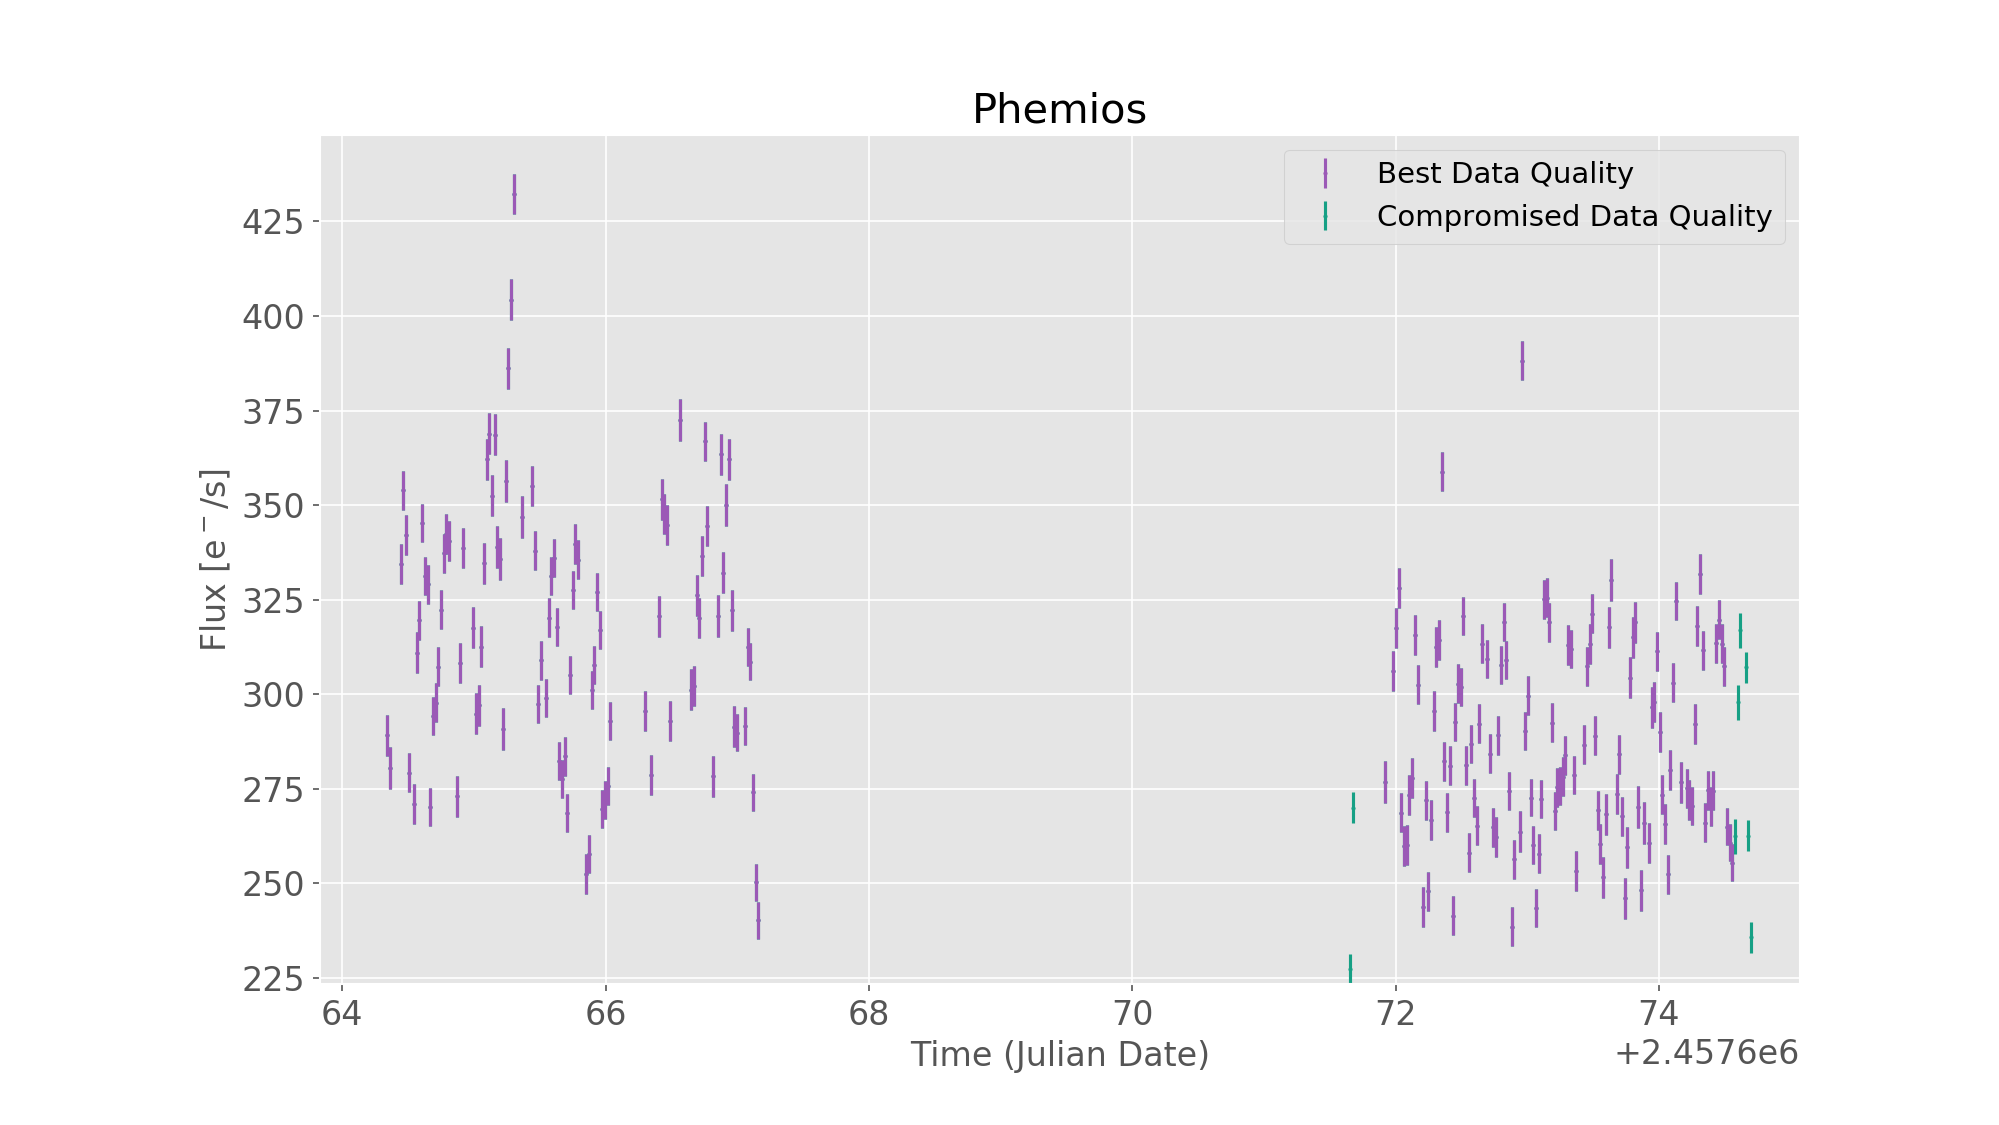 Phemios
Best Data Quality
Compromised Data Quality
Flux [e⁻/s]
425
400
375
350
325
300
275
250
225
64 66 68 70 72 74
Time (Julian Date)
+2.4576e6